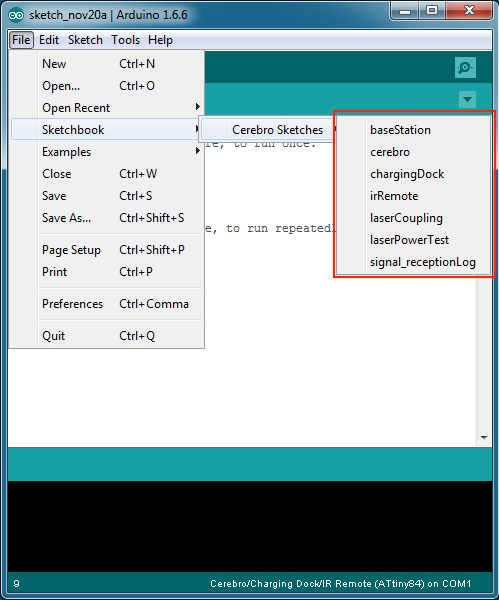 sketch_nov20a | Arduino 1.6.6
File Edit Sketch Tools Help
New Ctrl+N
Open... Ctrl+O
Open Recent
Sketchbook
Examples
Close Ctrl+W
Save Ctrl+S
Save As... Ctrl+Shift+S
Page Setup Ctrl+Shift+P
Print Ctrl+P
Preferences Ctrl+Comma
Quit Ctrl+Q
Cerebro Sketches
re, to run once:
e, to run repeatedl
baseStation
cerebro
chargingDock
irRemote
laserCoupling
laserPowerTest
signal_receptionLog
9 Cerebro/Charging Dock/IR Remote (ATtiny84) on COM1